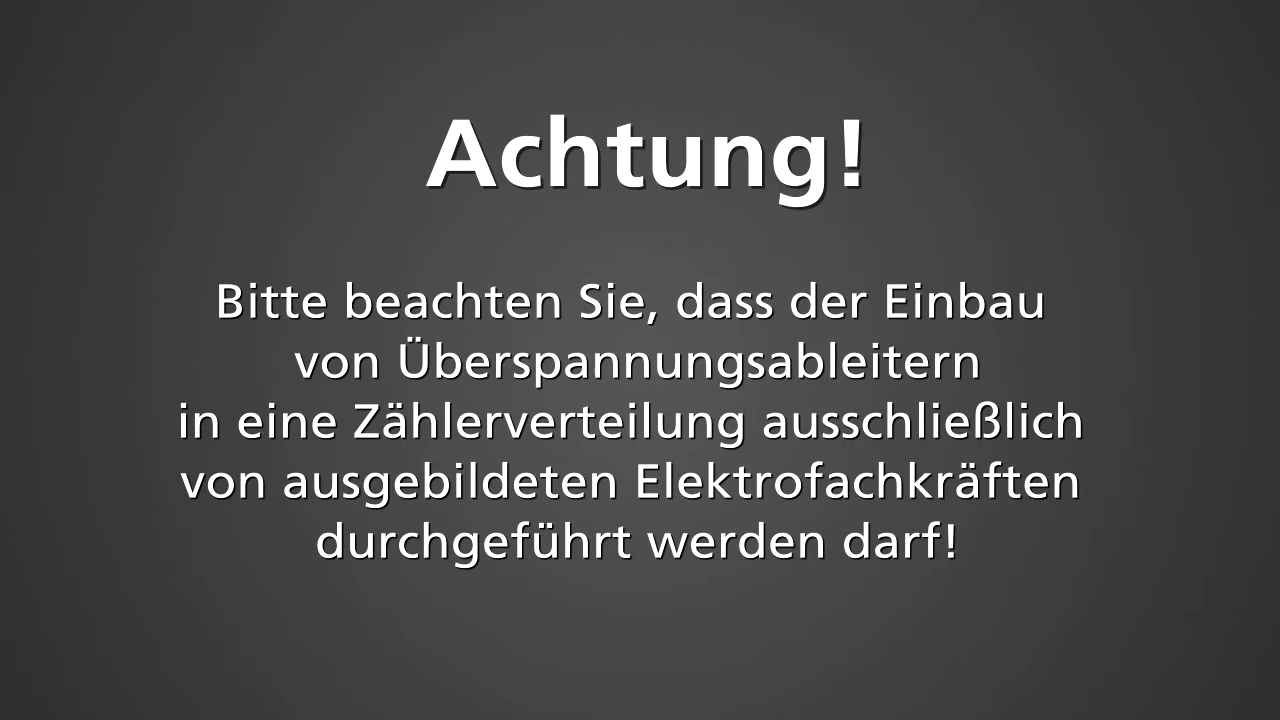 Achtung!
Bitte beachten Sie, dass der Einbau
von Überspannungsableitern
in eine Zählerverteilung ausschließlich
von ausgebildeten Elektrofachkräften
durchgeführt werden darf!